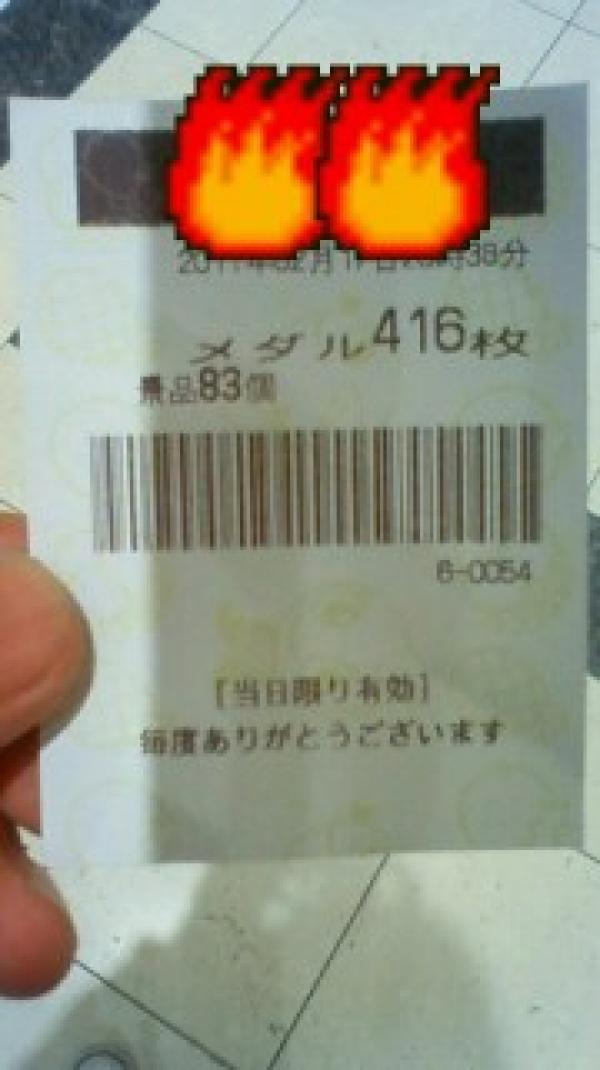 メダル416枚
景品83個
6-0054
[当日限り有効]
毎度ありがとうございます